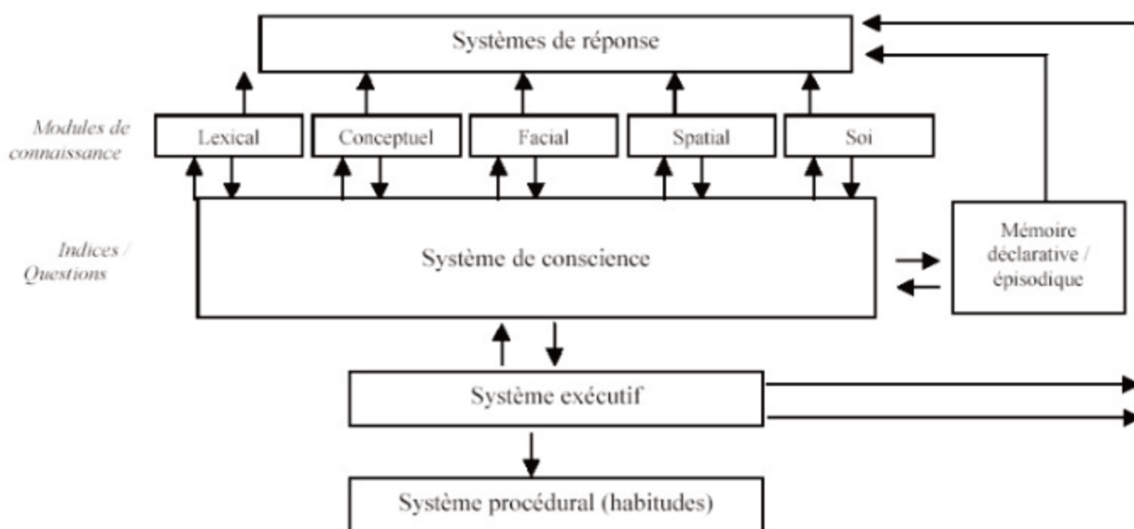 Systèmes de réponse
Modules de
connaissance
Lexical
Conceptuel
Facial
Spatial
Soi
Indices /
Questions
Système de conscience
Mémoire
déclarative /
épisodique
Système exécutif
Système procédural (habitudes)